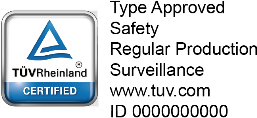 TÜVRheinland®
CERTIFIED
Type Approved
Safety
Regular Production
Surveillance
www.tuv.com
ID 0000000000